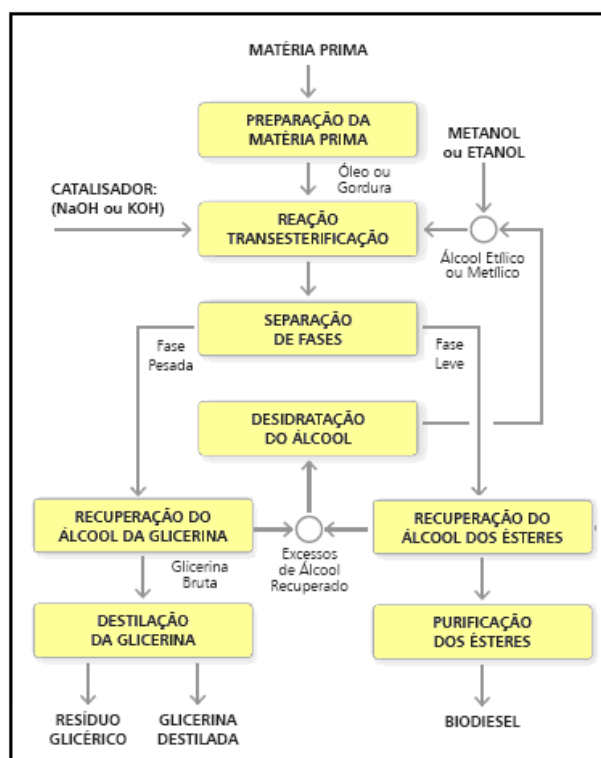 MATÉRIA PRIMA
PREPARAÇÃO DA
MATÉRIA PRIMA
METANOL
ou ETANOL
Óleo ou
Gordura
CATALISADOR:
(NaOH ou KOH)
REAÇÃO
TRANSESTERIFICAÇÃO
Álcool Etílico
ou Metílico
SEPARAÇÃO
DE FASES
Fase
Pesada
Fase
Leve
DESIDRATAÇÃO
DO ÁLCOOL
RECUPERAÇÃO DO
ÁLCOOL DA GLICERINA
Excessos
de Álcool
Recuperado
RECUPERAÇÃO DO
ÁLCOOL DOS ÉSTERES
Glicerina
Bruta
DESTILAÇÃO
DA GLICERINA
PURIFICAÇÃO
DOS ÉSTERES
RESÍDUO
GLICÉRICO
GLICERINA
DESTILADA
BIODIESEL